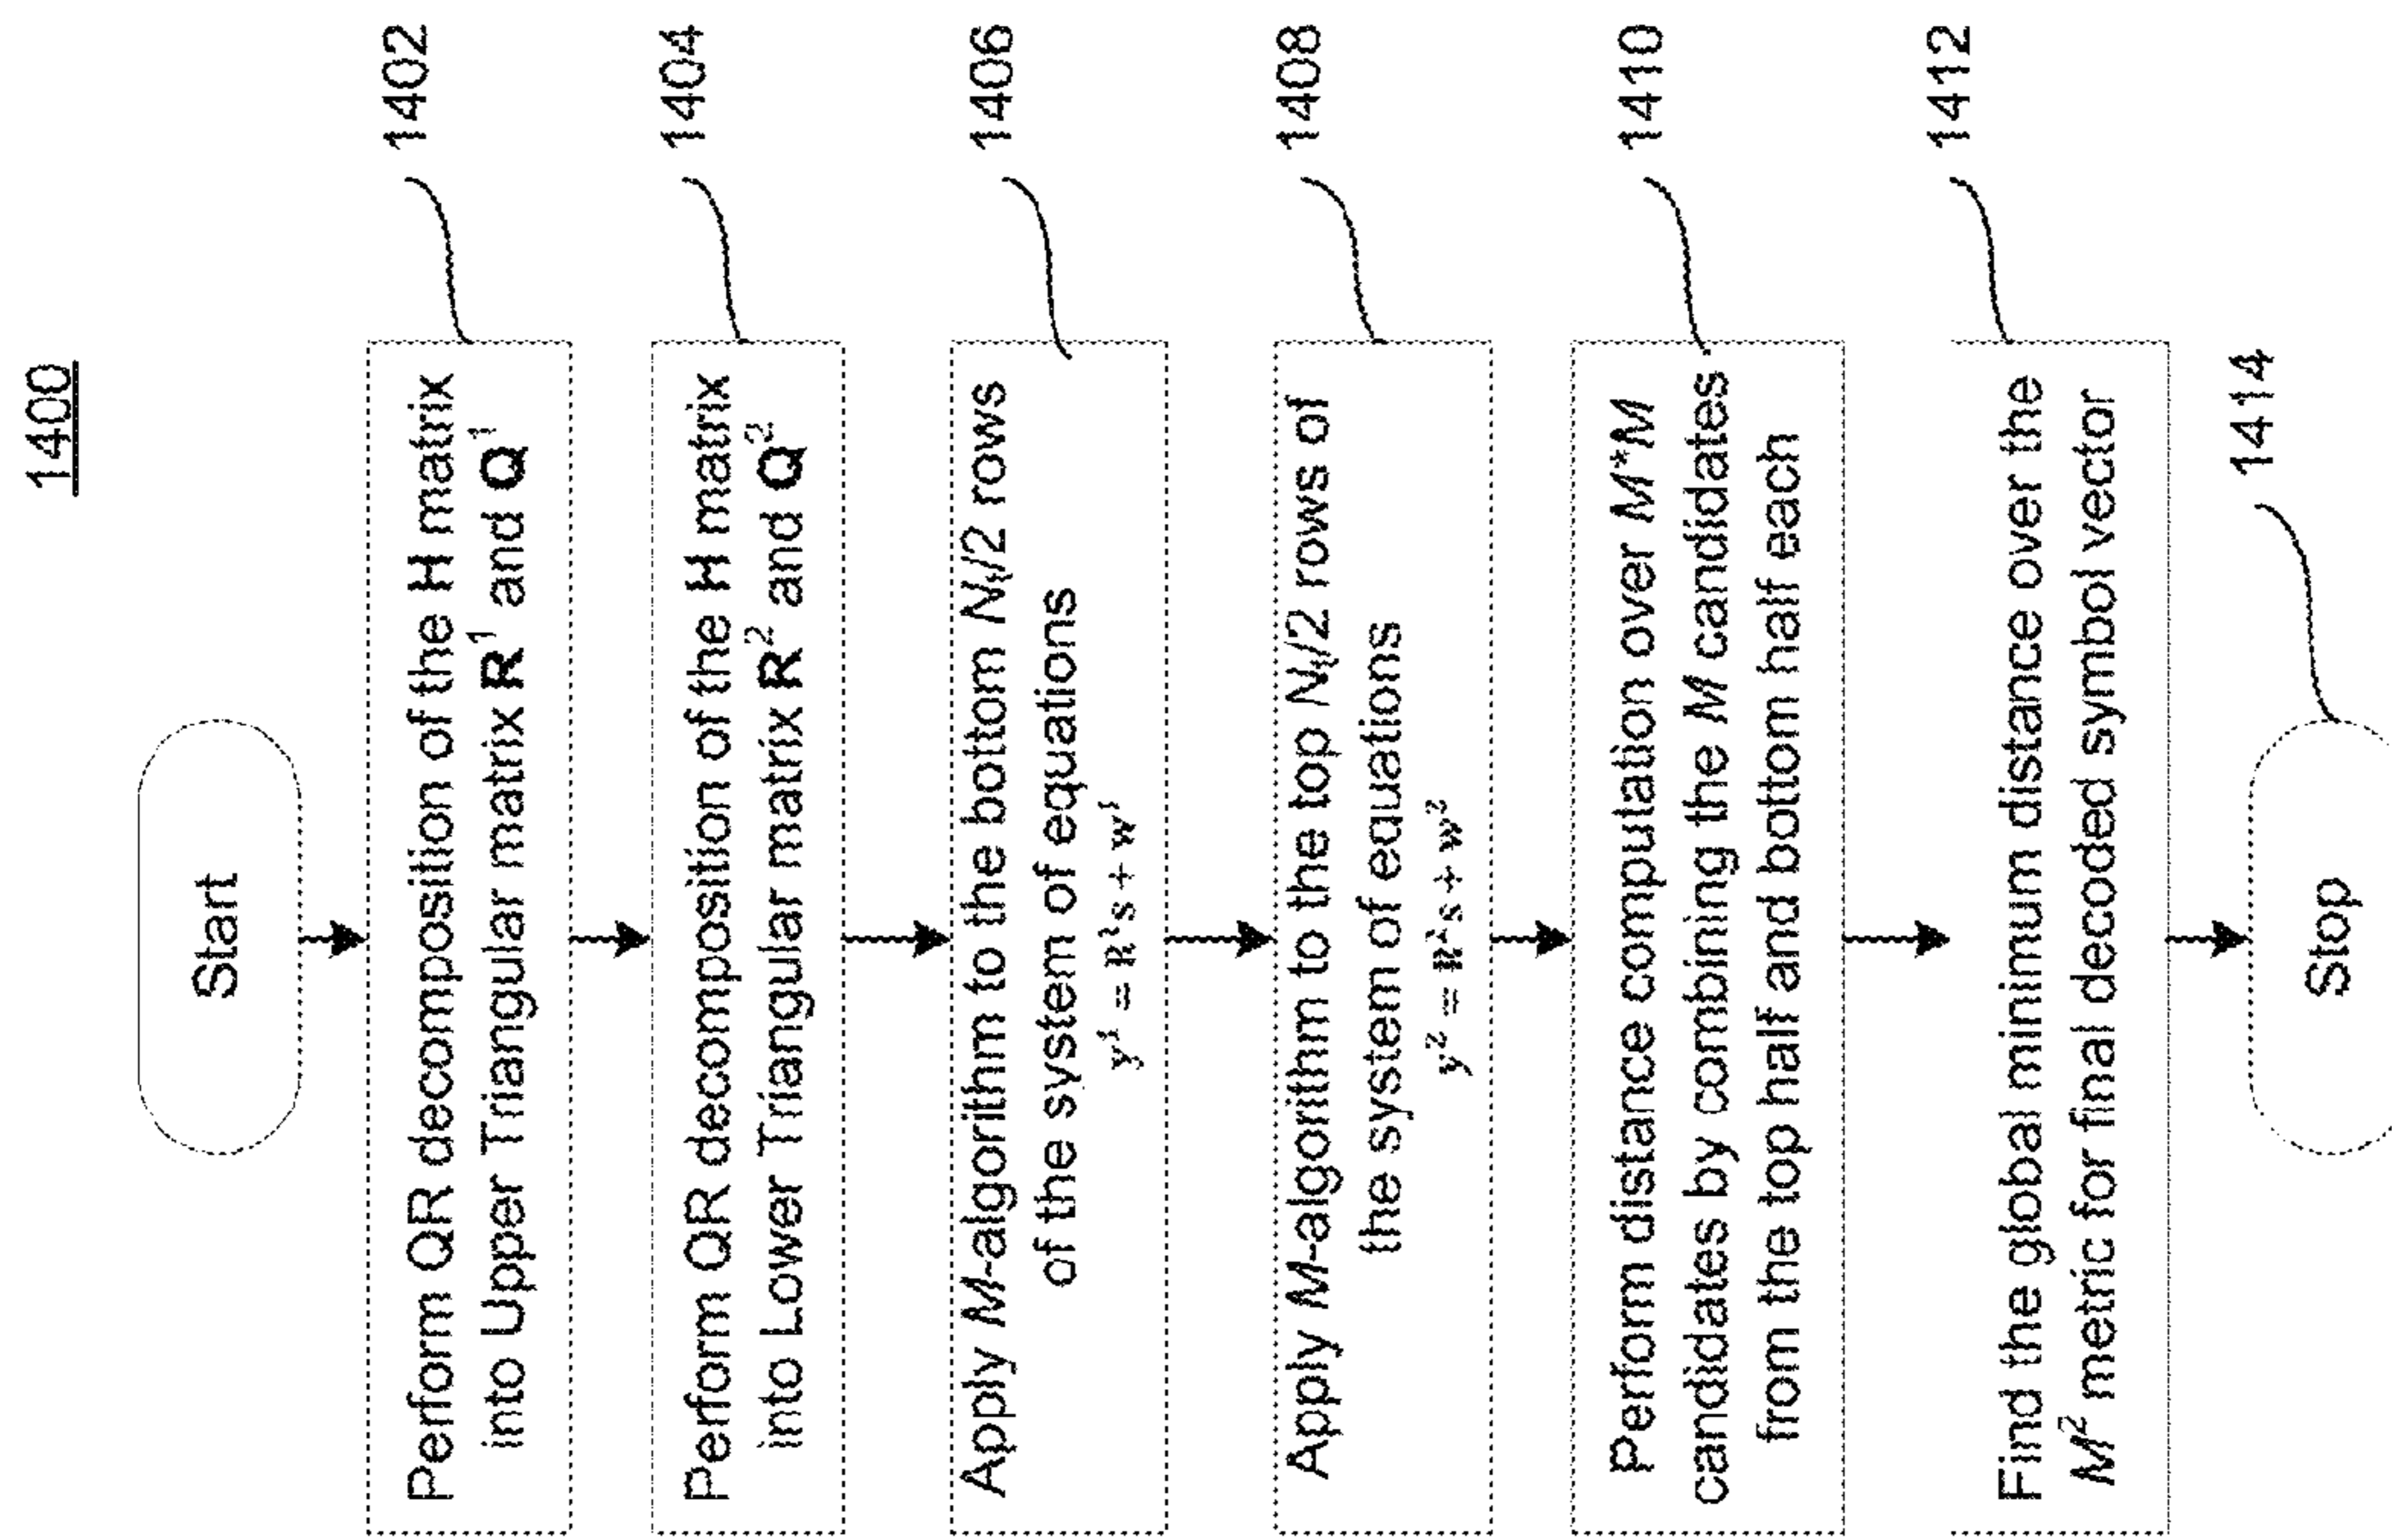 1400
Start
Perform QR decomposition of the H matrix
into Upper Triangular matrix R¹ and Q¹
1402
Perform QR decomposition of the H matrix
into Lower Triangular matrix R² and Q²
1404
Apply M-algorithm to the bottom Nₜ/2 rows
of the system of equations
y¹ = R¹s + w¹
1406
Apply M-algorithm to the top Nₜ/2 rows of
the system of equations
y² = R²s + w²
1408
Perform distance computation over M*M
candidates by combining the M candidates
from the top half and bottom half each
1410
Find the global minimum distance over the
M² metric for final decoded symbol vector
1412
Stop
1414